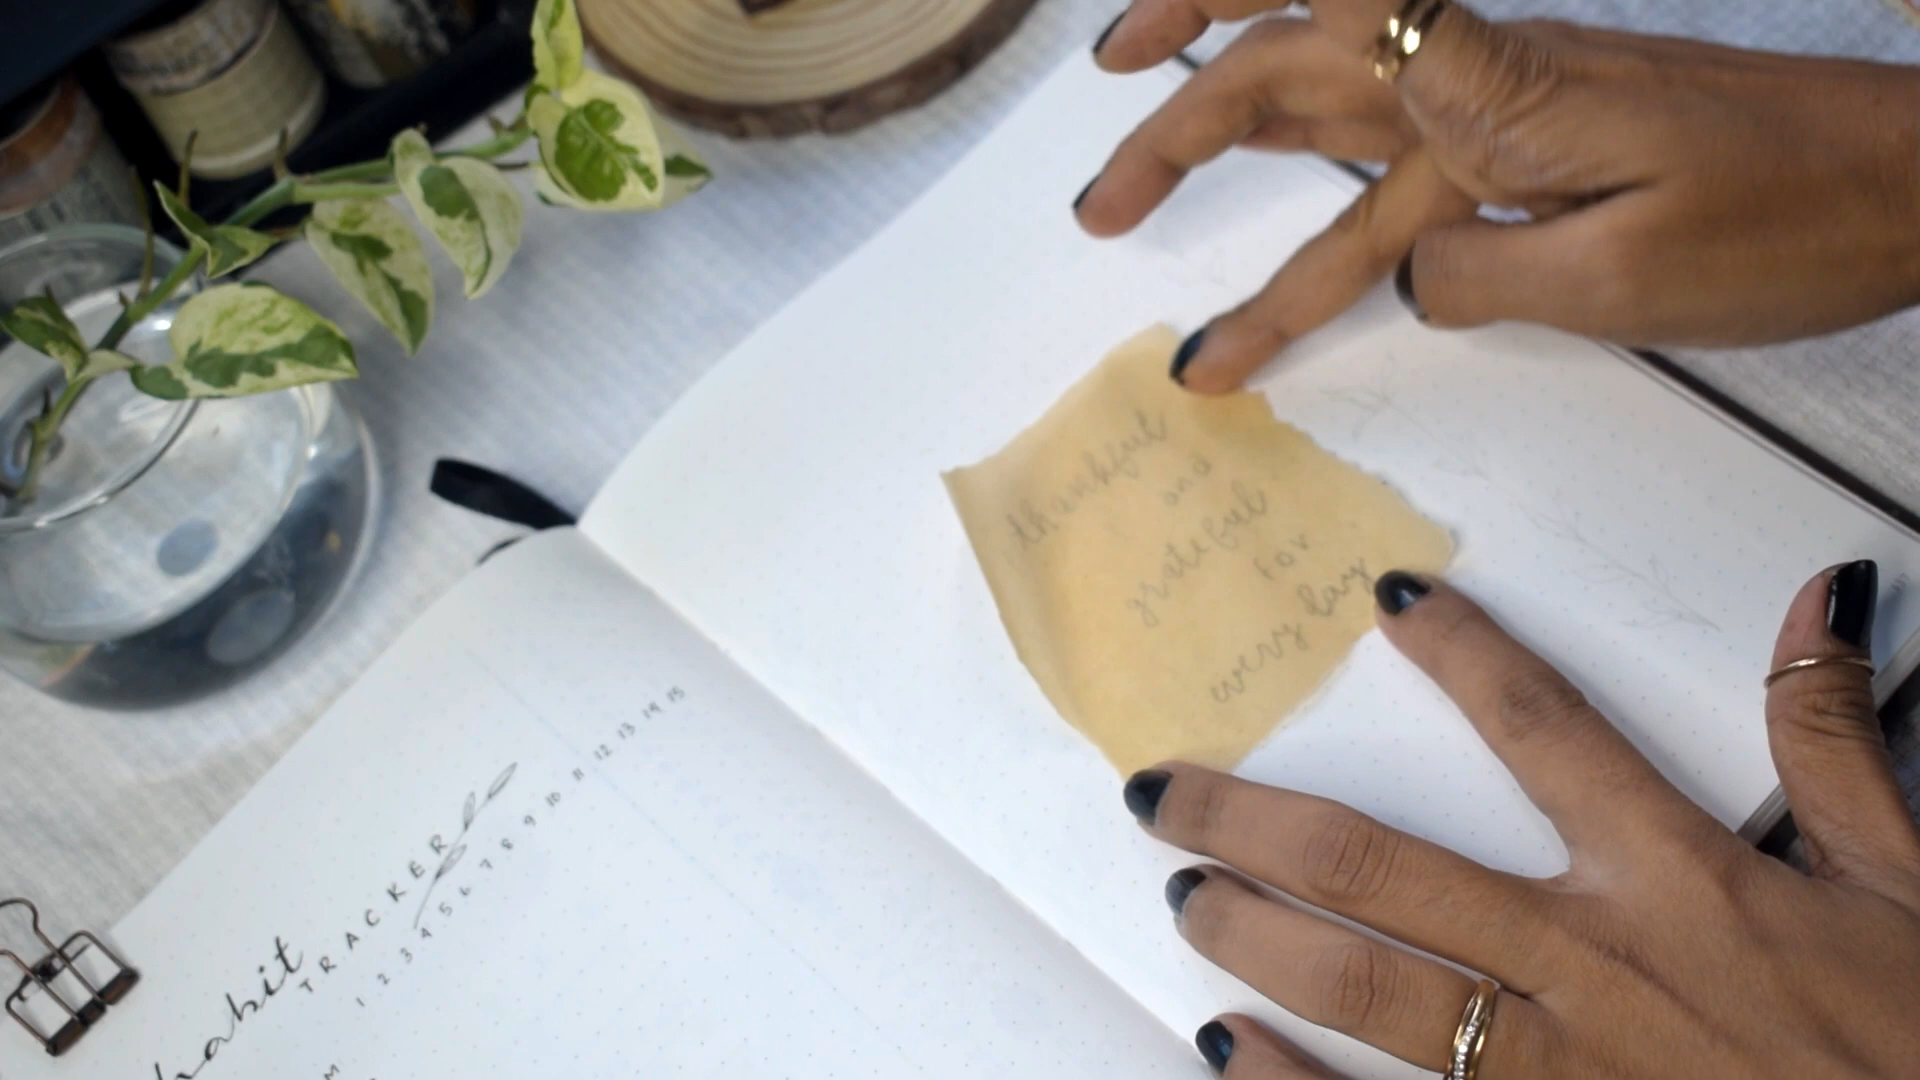 habit
TRACKER
1 2 3 4 5 6 7 8 9 10 11 12 13 14 15
M
thankful
and
grateful
for
every day